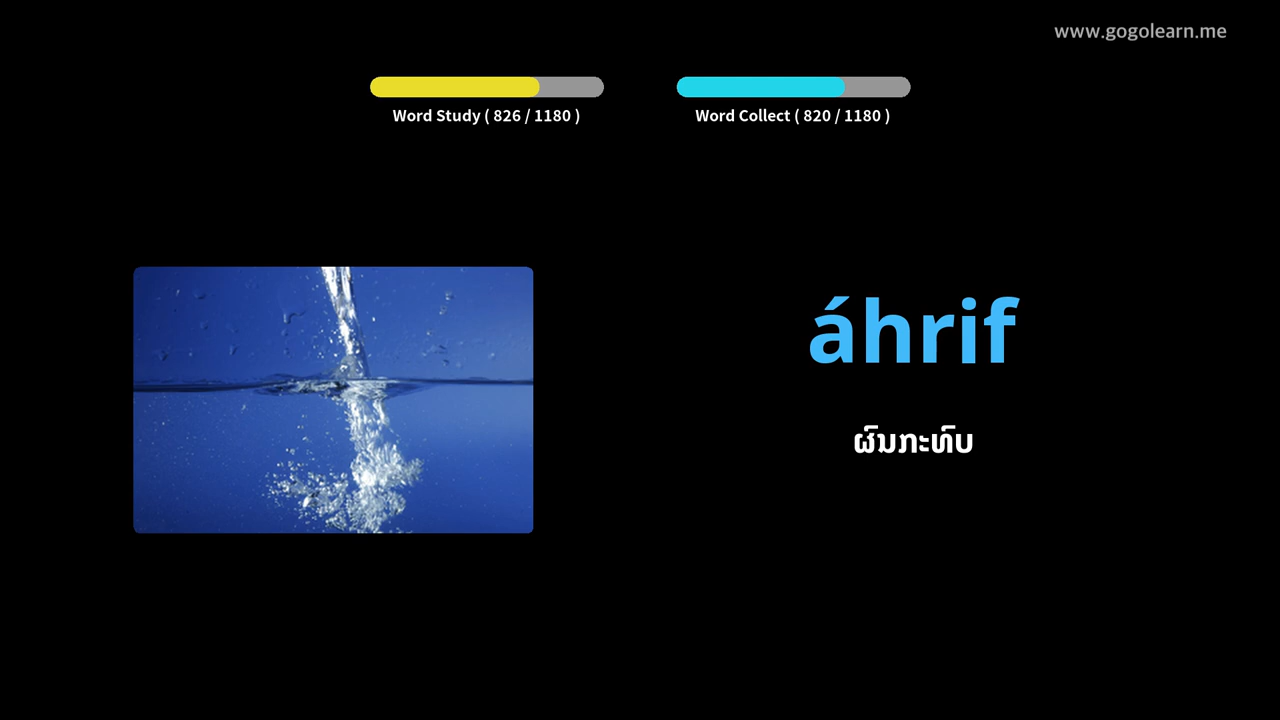 www.gogolearn.me
Word Study ( 826 / 1180 )
Word Collect ( 820 / 1180 )
áhrif
ຜົນກະທົບ